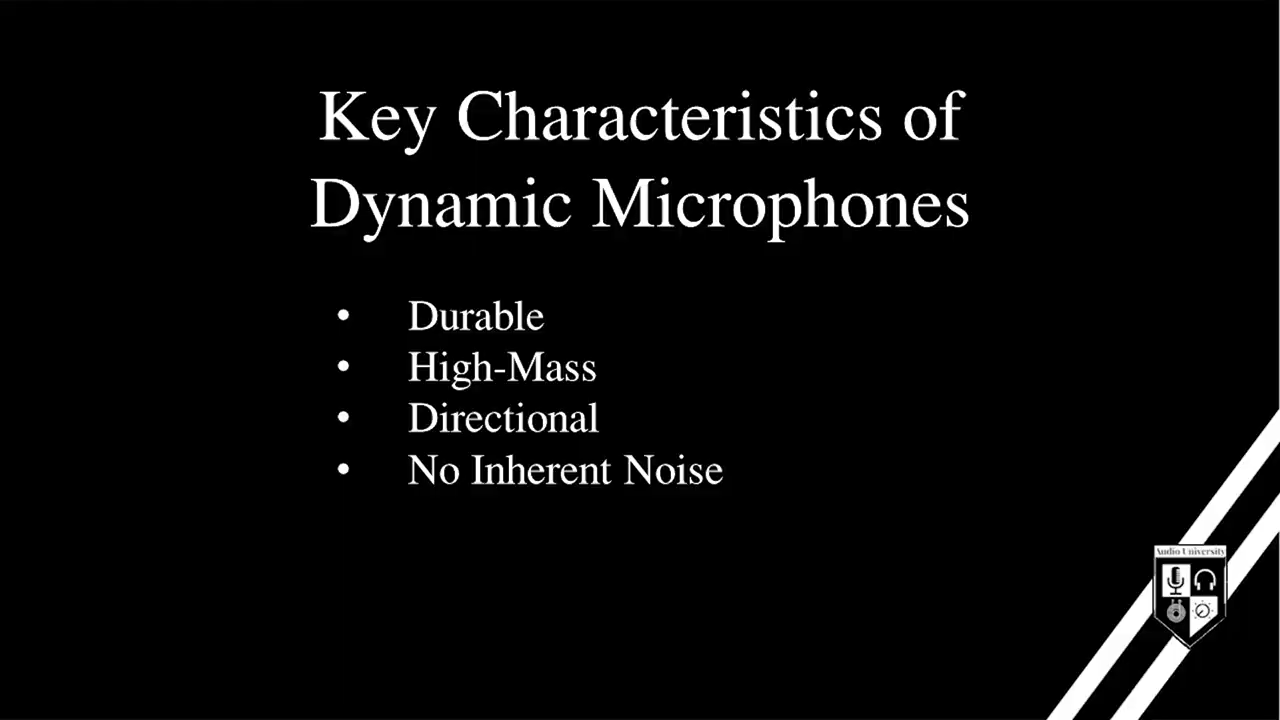 Key Characteristics of
Dynamic Microphones
• Durable
• High-Mass
• Directional
• No Inherent Noise
Audio University